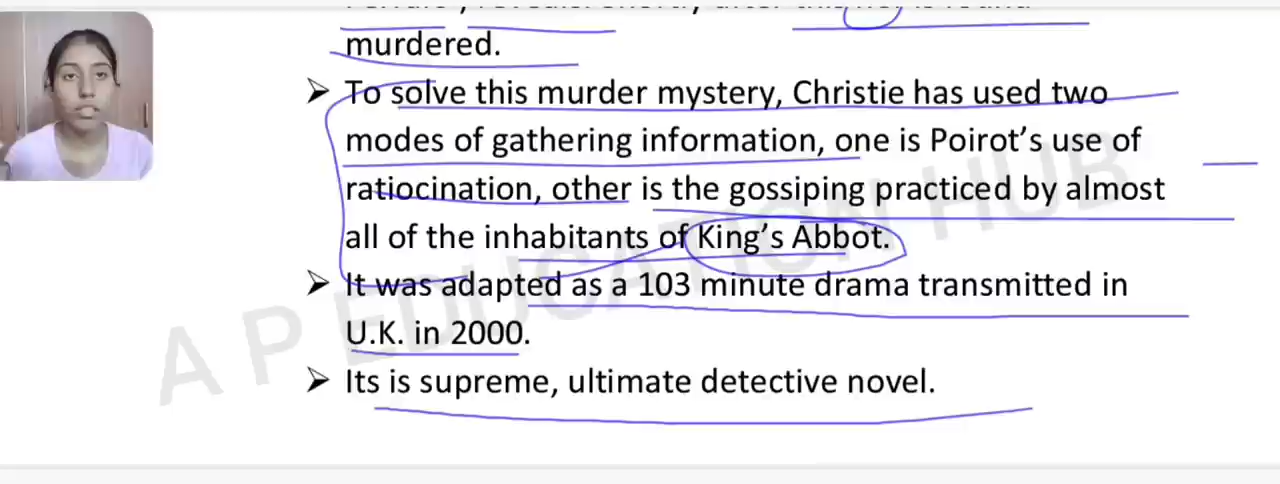 murdered.
➢ To solve this murder mystery, Christie has used two
modes of gathering information, one is Poirot's use of
ratiocination, other is the gossiping practiced by almost
all of the inhabitants of King's Abbot.
➢ It was adapted as a 103 minute drama transmitted in
U.K. in 2000.
➢ Its is supreme, ultimate detective novel.
A P EDUCATION HUB